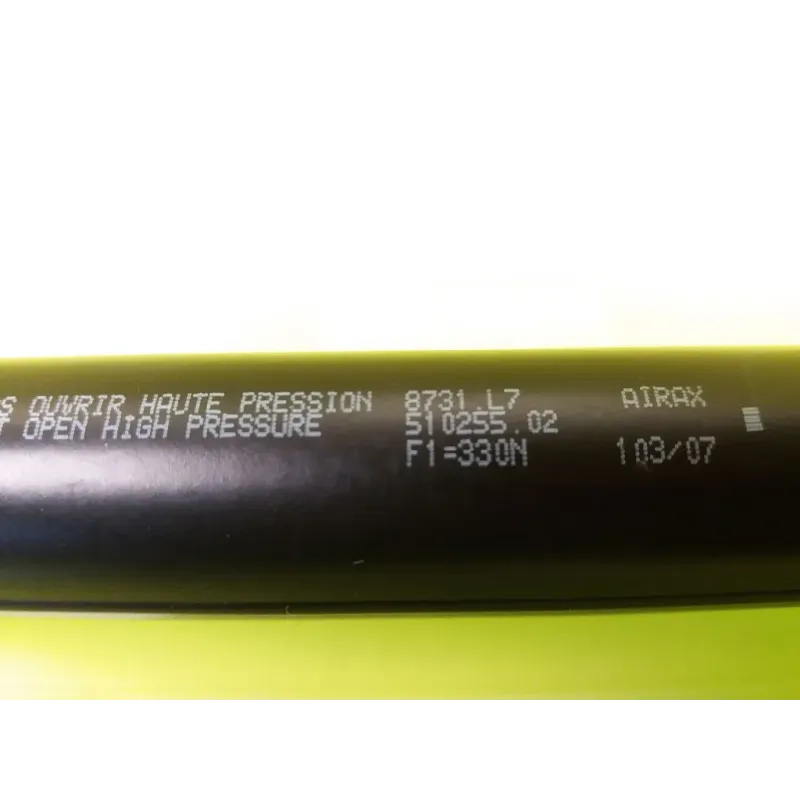 S OUVRIR HAUTE PRESSION 8731 L7 AIRAX
T OPEN HIGH PRESSURE 510255.02
F1=330N 103/07